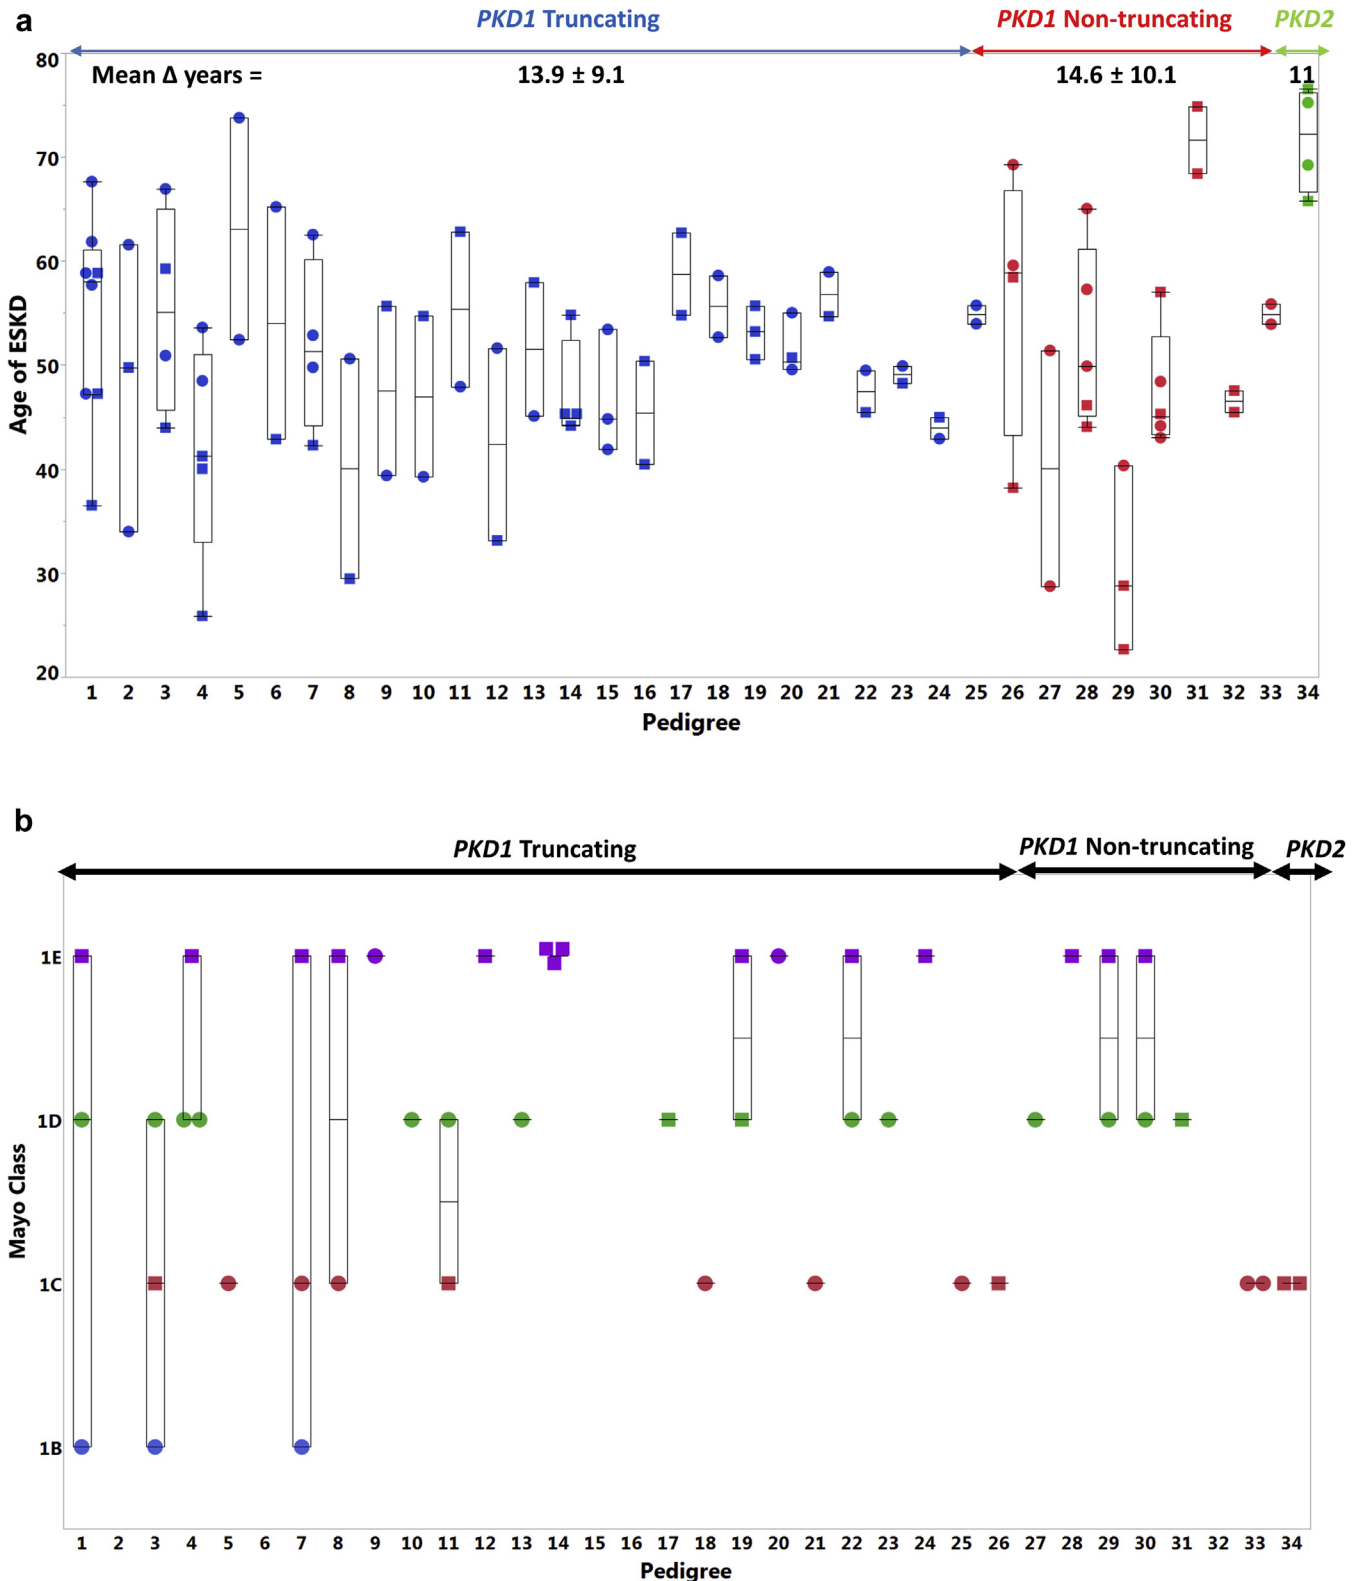 a
PKD1 Truncating PKD1 Non-truncating PKD2
Mean Δ years = 13.9 ± 9.1 14.6 ± 10.1 11
80
70
60
50
40
30
20
Age of ESKD
1 2 3 4 5 6 7 8 9 10 11 12 13 14 15 16 17 18 19 20 21 22 23 24 25 26 27 28 29 30 31 32 33 34
Pedigree
b
PKD1 Truncating PKD1 Non-truncating PKD2
1E
1D
1C
1B
Mayo Class
1 2 3 4 5 6 7 8 9 10 11 12 13 14 15 16 17 18 19 20 21 22 23 24 25 26 27 28 29 30 31 32 33 34
Pedigree